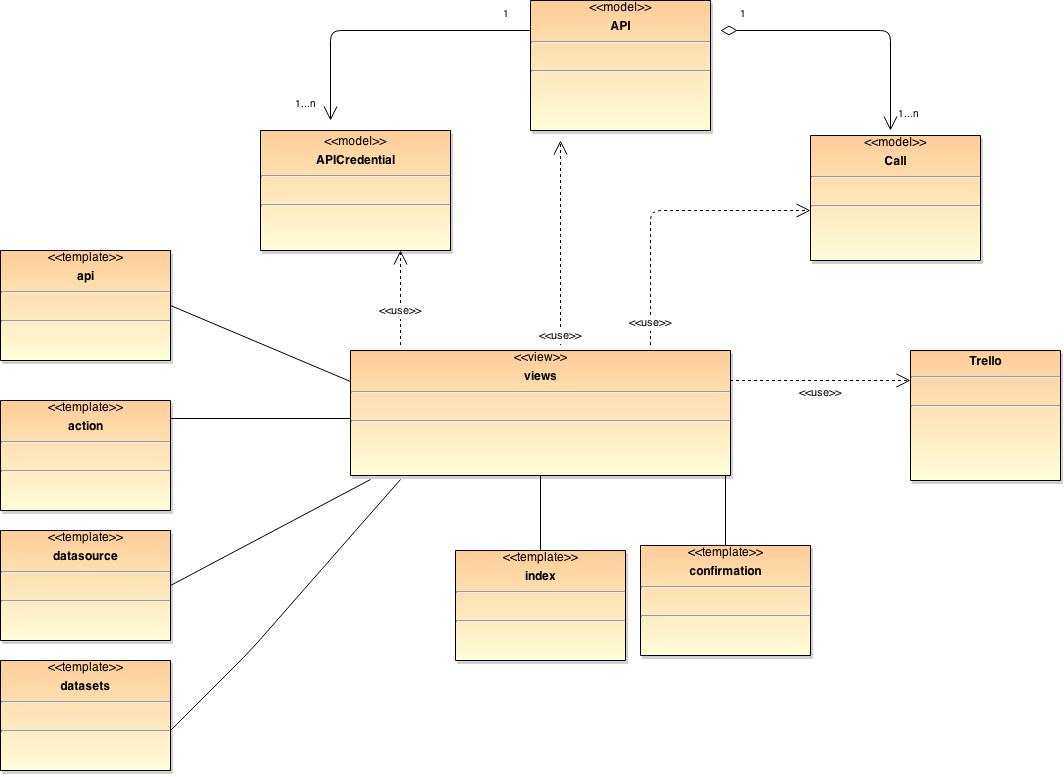 <<model>>
API
1
1
1...n
1...n
<<model>>
APICredential
<<model>>
Call
<<template>>
api
<<use>>
<<use>>
<<use>>
<<view>>
views
Trello
<<use>>
<<template>>
action
<<template>>
datasource
<<template>>
index
<<template>>
confirmation
<<template>>
datasets